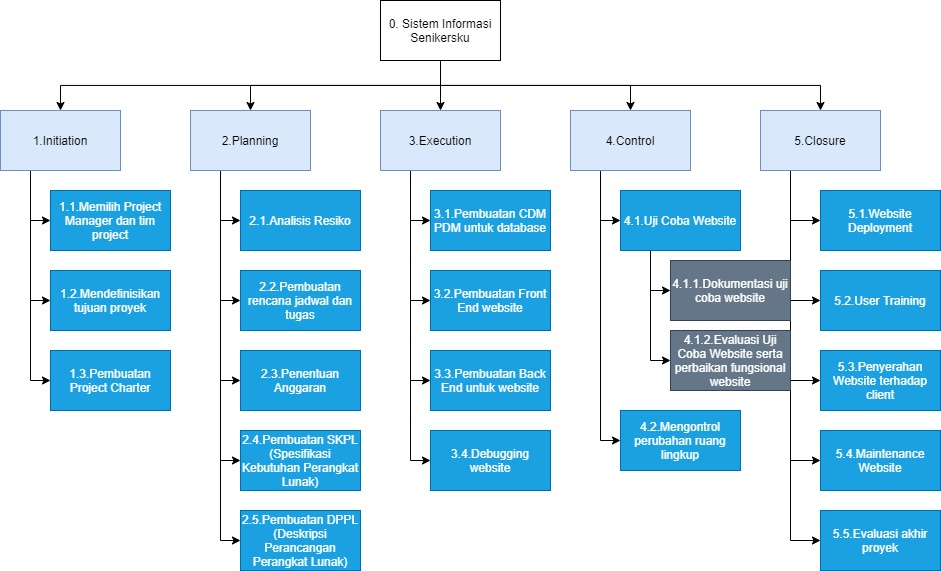 0. Sistem Informasi
Senikersku
1.Initiation
2.Planning
3.Execution
4.Control
5.Closure
1.1.Memilih Project
Manager dan tim
project
1.2.Mendefinisikan
tujuan proyek
1.3.Pembuatan
Project Charter
2.1.Analisis Resiko
2.2.Pembuatan
rencana jadwal dan
tugas
2.3.Penentuan
Anggaran
2.4.Pembuatan SKPL
(Spesifikasi
Kebutuhan Perangkat
Lunak)
2.5.Pembuatan DPPL
(Deskripsi
Perancangan
Perangkat Lunak)
3.1.Pembuatan CDM
PDM untuk database
3.2.Pembuatan Front
End website
3.3.Pembuatan Back
End untuk website
3.4.Debugging
website
4.1.Uji Coba Website
4.1.1.Dokumentasi uji
coba website
4.1.2.Evaluasi Uji
Coba Website serta
perbaikan fungsional
website
4.2.Mengontrol
perubahan ruang
lingkup
5.1.Website
Deployment
5.2.User Training
5.3.Penyerahan
Website terhadap
client
5.4.Maintenance
Website
5.5.Evaluasi akhir
proyek